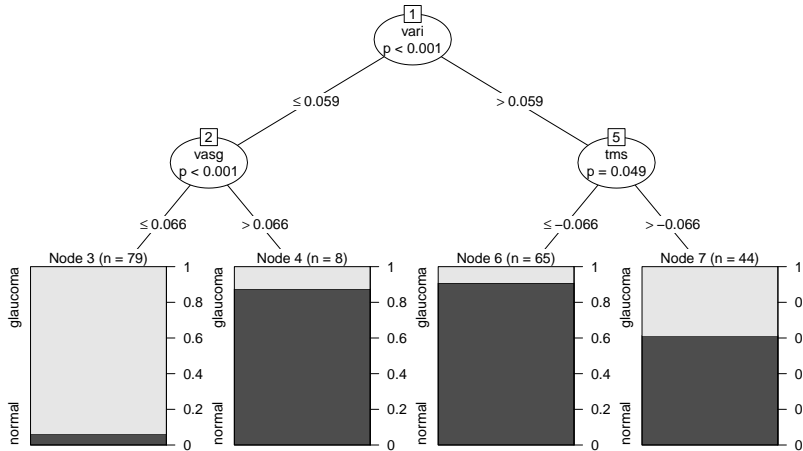 1
vari
p < 0.001
≤ 0.059
> 0.059
2
vasg
p < 0.001
5
tms
p = 0.049
≤ 0.066
> 0.066
≤ −0.066
> −0.066
Node 3 (n = 79)
normal
glaucoma
0
0.2
0.4
0.6
0.8
1
Node 4 (n = 8)
normal
glaucoma
0
0.2
0.4
0.6
0.8
1
Node 6 (n = 65)
normal
glaucoma
0
0.2
0.4
0.6
0.8
1
Node 7 (n = 44)
normal
glaucoma
0
0
0
0
0
1